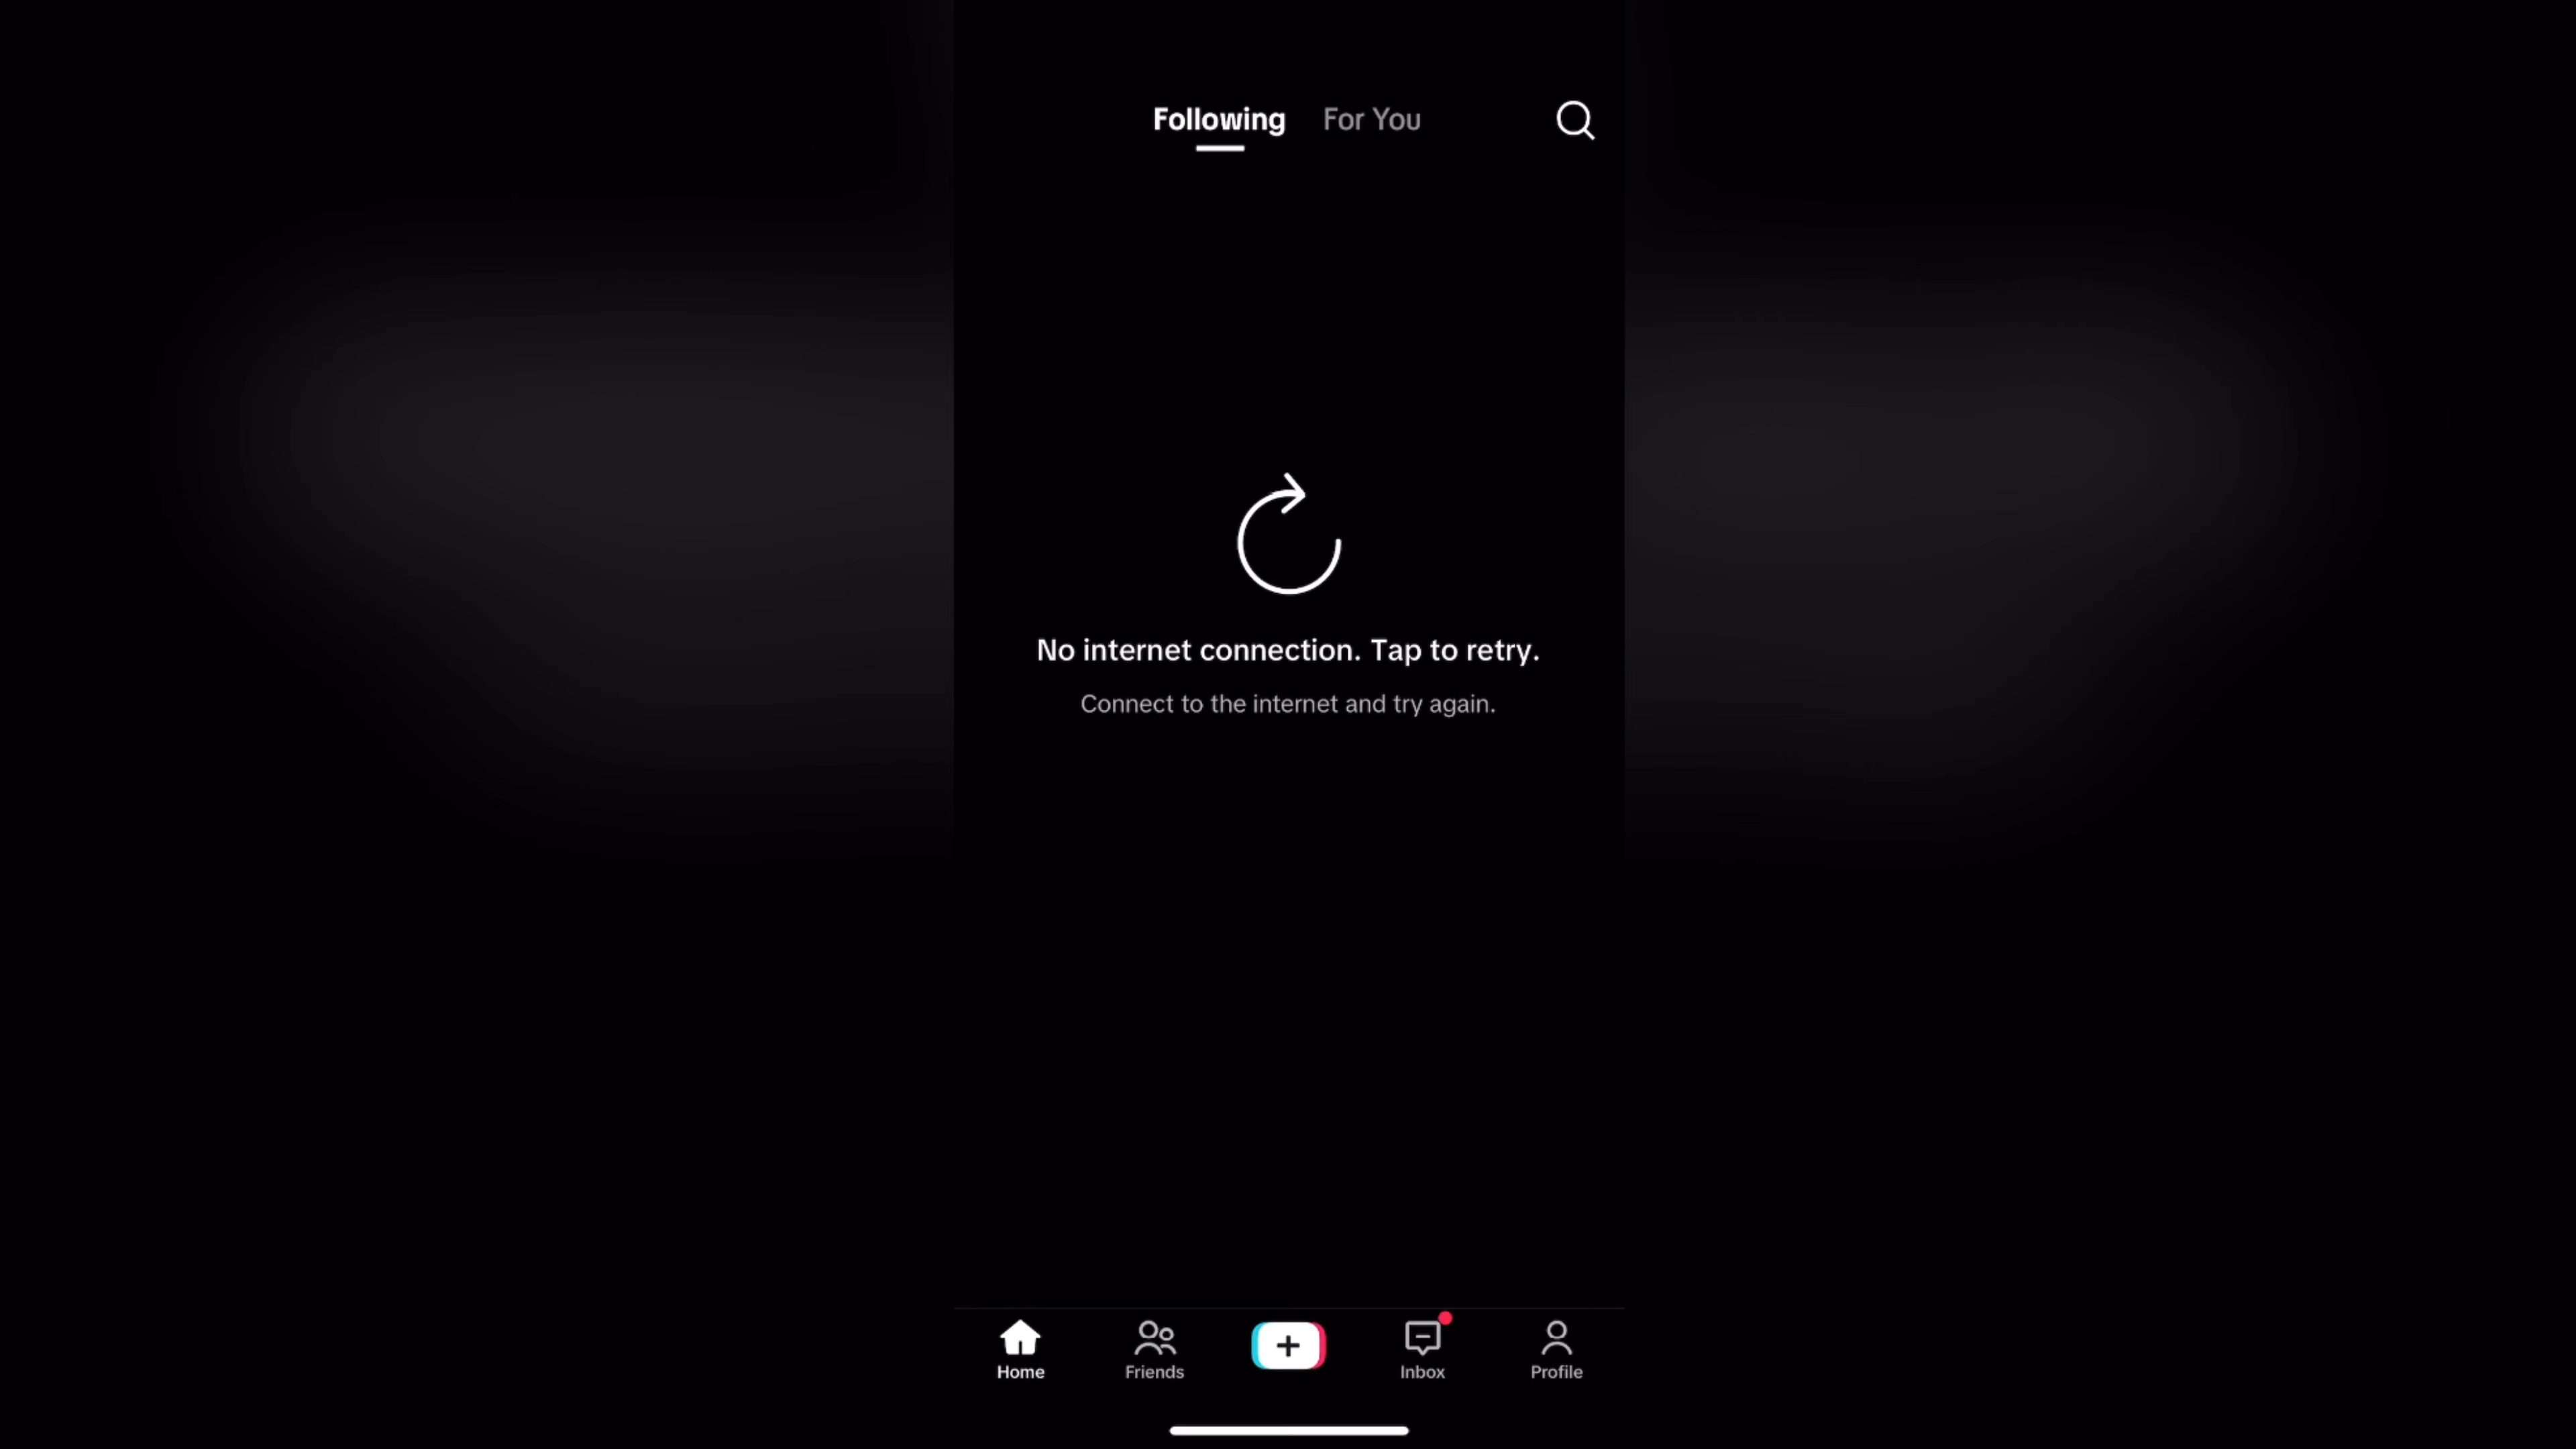 Following For You
No internet connection. Tap to retry.
Connect to the internet and try again.
Home Friends Inbox Profile